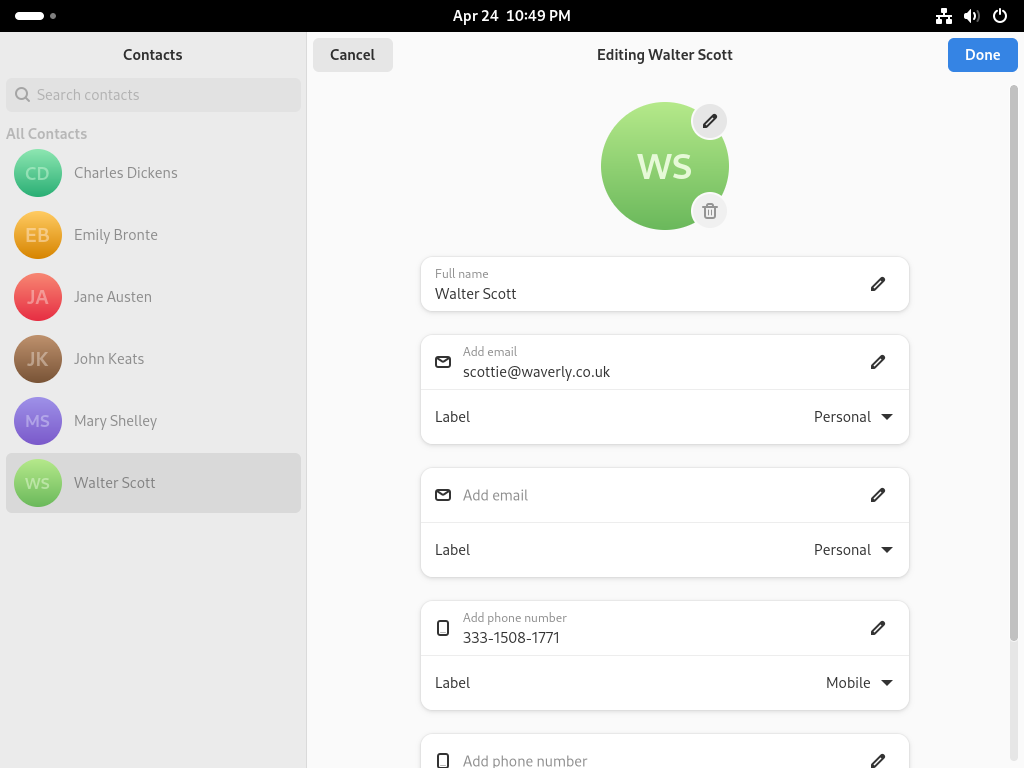 Apr 24  10:49 PM
Contacts
Cancel
Editing Walter Scott
Done
Search contacts
All Contacts
CD
Charles Dickens
EB
Emily Bronte
JA
Jane Austen
JK
John Keats
MS
Mary Shelley
WS
Walter Scott
WS
Full name
Walter Scott
Add email
scottie@waverly.co.uk
Label
Personal
Add email
Label
Personal
Add phone number
333-1508-1771
Label
Mobile
Add phone number